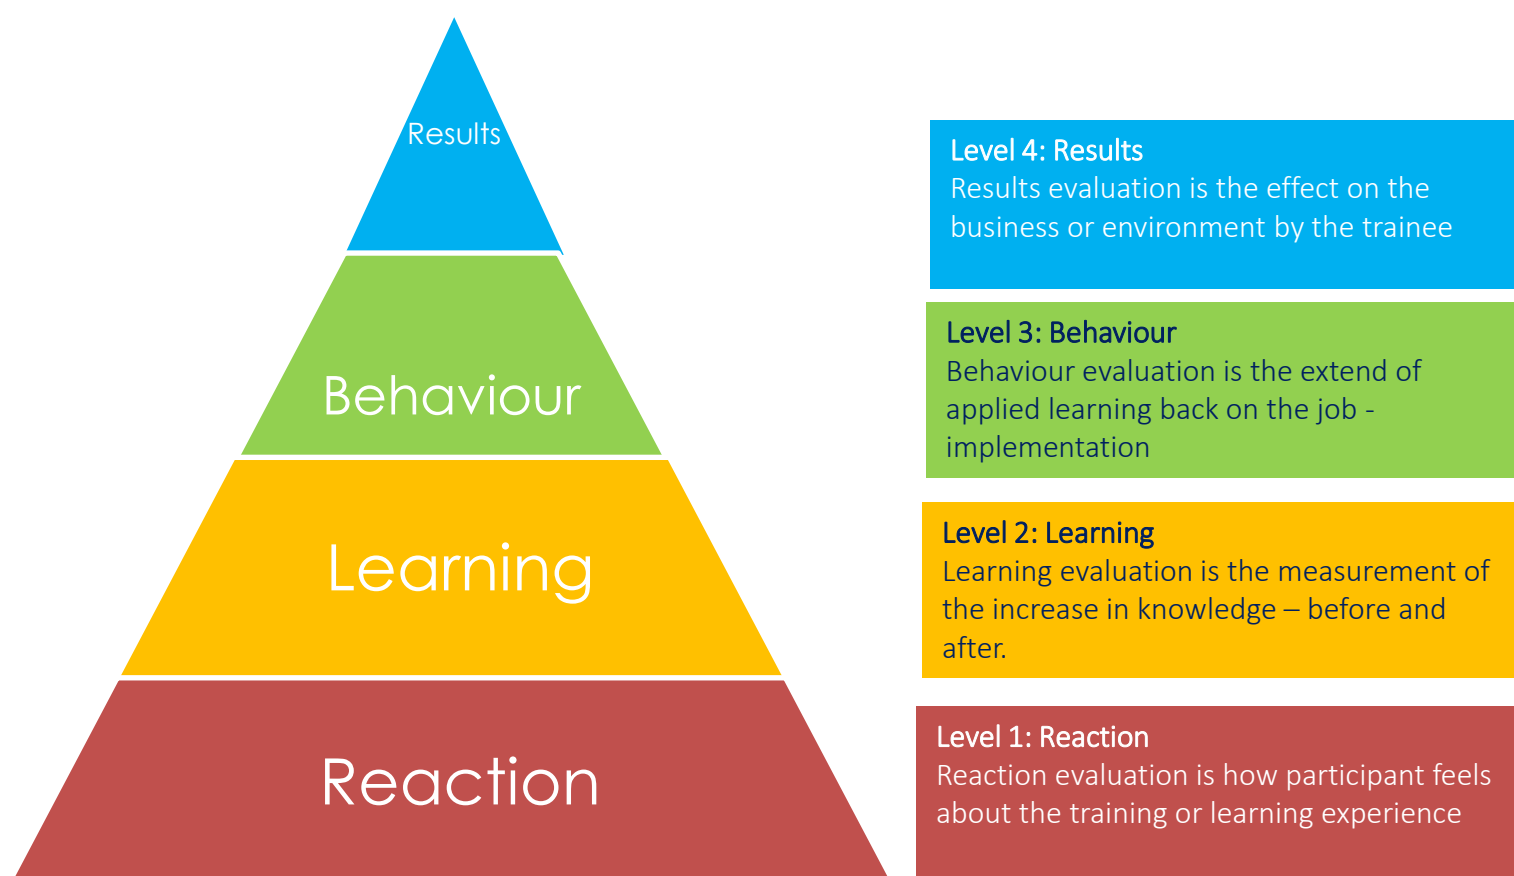 Results
Behaviour
Learning
Reaction
Level 4: Results
Results evaluation is the effect on the
business or environment by the trainee
Level 3: Behaviour
Behaviour evaluation is the extend of
applied learning back on the job -
implementation
Level 2: Learning
Learning evaluation is the measurement of
the increase in knowledge – before and
after.
Level 1: Reaction
Reaction evaluation is how participant feels
about the training or learning experience